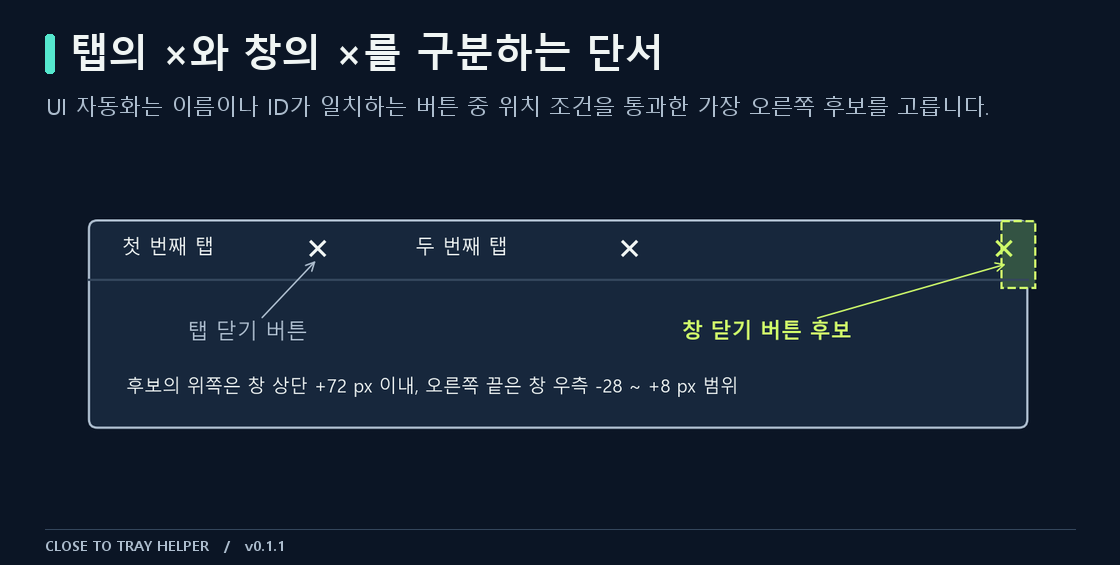 탭의 ×와 창의 ×를 구분하는 단서
UI 자동화는 이름이나 ID가 일치하는 버튼 중 위치 조건을 통과한 가장 오른쪽 후보를 고릅니다.
첫 번째 탭 × 두 번째 탭 × ×
탭 닫기 버튼
창 닫기 버튼 후보
후보의 위쪽은 창 상단 +72 px 이내, 오른쪽 끝은 창 우측 -28 ~ +8 px 범위
CLOSE TO TRAY HELPER / v0.1.1